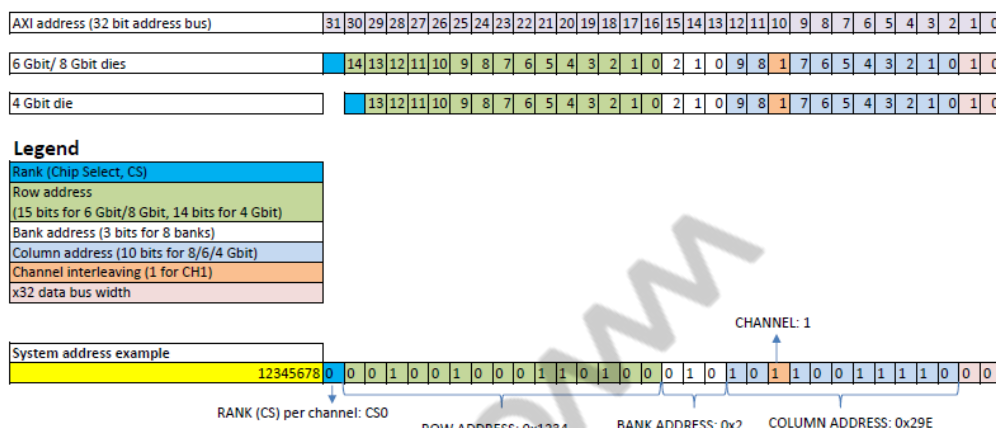 AXI address (32 bit address bus) 31 30 29 28 27 26 25 24 23 22 21 20 19 18 17 16 15 14 13 12 11 10 9 8 7 6 5 4 3 2 1 0
6 Gbit/ 8 Gbit dies 14 13 12 11 10 9 8 7 6 5 4 3 2 1 0 2 1 0 9 8 1 7 6 5 4 3 2 1 0 1 0
4 Gbit die 13 12 11 10 9 8 7 6 5 4 3 2 1 0 2 1 0 9 8 1 7 6 5 4 3 2 1 0 1 0
Legend
Rank (Chip Select, CS)
Row address
(15 bits for 6 Gbit/8 Gbit, 14 bits for 4 Gbit)
Bank address (3 bits for 8 banks)
Column address (10 bits for 8/6/4 Gbit)
Channel interleaving (1 for CH1)
x32 data bus width
CHANNEL: 1
System address example
12345678 0 0 0 1 0 0 1 0 0 0 1 1 0 1 0 0 0 1 0 1 0 1 1 0 0 1 1 1 1 0 0 0
RANK (CS) per channel: CS0
ROW ADDRESS: 0x1234 BANK ADDRESS: 0x2 COLUMN ADDRESS: 0x29E